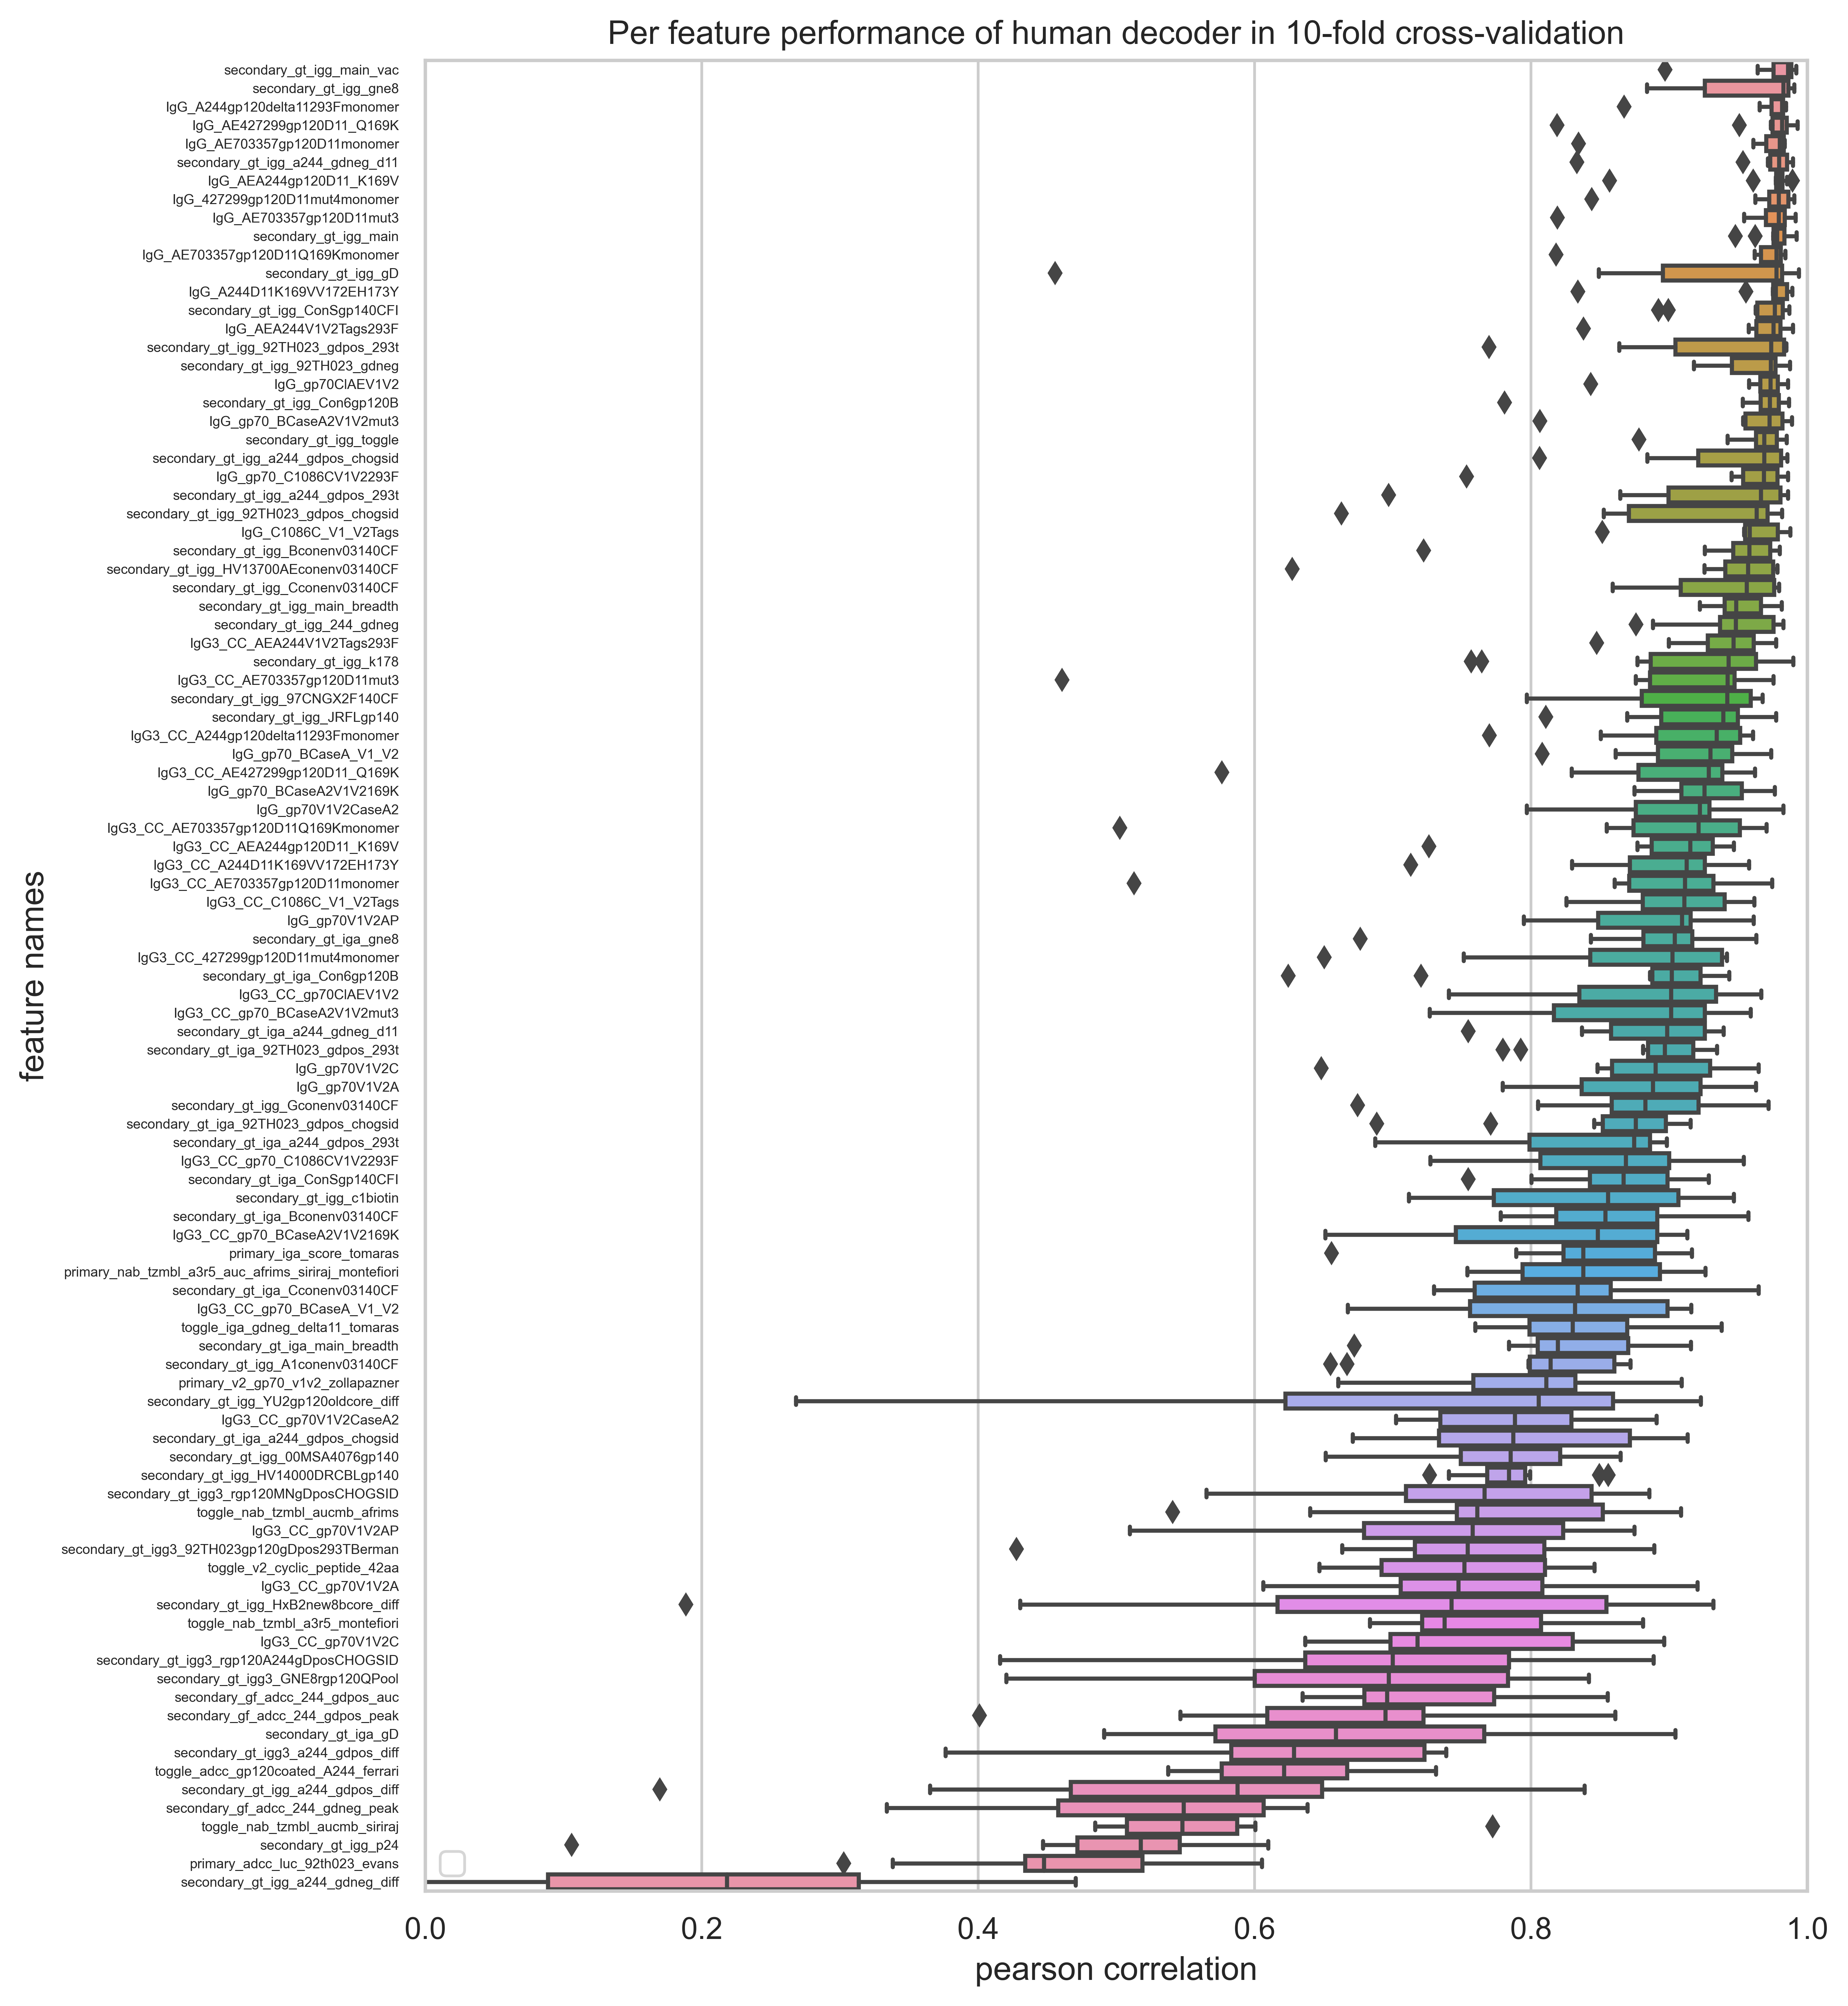 Per feature performance of human decoder in 10-fold cross-validation
secondary_gt_igg_main_vac
secondary_gt_igg_gne8
IgG_A244gp120delta11293Fmonomer
IgG_AE427299gp120D11_Q169K
IgG_AE703357gp120D11monomer
secondary_gt_igg_a244_gdneg_d11
IgG_AEA244gp120D11_K169V
IgG_427299gp120D11mut4monomer
IgG_AE703357gp120D11mut3
secondary_gt_igg_main
IgG_AE703357gp120D11Q169Kmonomer
secondary_gt_igg_gD
IgG_A244D11K169VV172EH173Y
secondary_gt_igg_ConSgp140CFI
IgG_AEA244V1V2Tags293F
secondary_gt_igg_92TH023_gdpos_293t
secondary_gt_igg_92TH023_gdneg
IgG_gp70ClAEV1V2
secondary_gt_igg_Con6gp120B
IgG_gp70_BCaseA2V1V2mut3
secondary_gt_igg_toggle
secondary_gt_igg_a244_gdpos_chogsid
IgG_gp70_C1086CV1V2293F
secondary_gt_igg_a244_gdpos_293t
secondary_gt_igg_92TH023_gdpos_chogsid
IgG_C1086C_V1_V2Tags
secondary_gt_igg_Bconenv03140CF
secondary_gt_igg_HV13700AEconenv03140CF
secondary_gt_igg_Cconenv03140CF
secondary_gt_igg_main_breadth
secondary_gt_igg_244_gdneg
IgG3_CC_AEA244V1V2Tags293F
secondary_gt_igg_k178
IgG3_CC_AE703357gp120D11mut3
secondary_gt_igg_97CNGX2F140CF
secondary_gt_igg_JRFLgp140
IgG3_CC_A244gp120delta11293Fmonomer
IgG_gp70_BCaseA_V1_V2
IgG3_CC_AE427299gp120D11_Q169K
IgG_gp70_BCaseA2V1V2169K
IgG_gp70V1V2CaseA2
IgG3_CC_AE703357gp120D11Q169Kmonomer
IgG3_CC_AEA244gp120D11_K169V
IgG3_CC_A244D11K169VV172EH173Y
IgG3_CC_AE703357gp120D11monomer
IgG3_CC_C1086C_V1_V2Tags
IgG_gp70V1V2AP
secondary_gt_iga_gne8
IgG3_CC_427299gp120D11mut4monomer
secondary_gt_iga_Con6gp120B
IgG3_CC_gp70ClAEV1V2
IgG3_CC_gp70_BCaseA2V1V2mut3
secondary_gt_iga_a244_gdneg_d11
secondary_gt_iga_92TH023_gdpos_293t
IgG_gp70V1V2C
IgG_gp70V1V2A
secondary_gt_igg_Gconenv03140CF
secondary_gt_iga_92TH023_gdpos_chogsid
secondary_gt_iga_a244_gdpos_293t
IgG3_CC_gp70_C1086CV1V2293F
secondary_gt_iga_ConSgp140CFI
secondary_gt_igg_c1biotin
secondary_gt_iga_Bconenv03140CF
IgG3_CC_gp70_BCaseA2V1V2169K
primary_iga_score_tomaras
primary_nab_tzmbl_a3r5_auc_afrims_siriraj_montefiori
secondary_gt_iga_Cconenv03140CF
IgG3_CC_gp70_BCaseA_V1_V2
toggle_iga_gdneg_delta11_tomaras
secondary_gt_iga_main_breadth
secondary_gt_igg_A1conenv03140CF
primary_v2_gp70_v1v2_zollapazner
secondary_gt_igg_YU2gp120oldcore_diff
IgG3_CC_gp70V1V2CaseA2
secondary_gt_iga_a244_gdpos_chogsid
secondary_gt_igg_00MSA4076gp140
secondary_gt_igg_HV14000DRCBLgp140
secondary_gt_igg3_rgp120MNgDposCHOGSID
toggle_nab_tzmbl_aucmb_afrims
IgG3_CC_gp70V1V2AP
secondary_gt_igg3_92TH023gp120gDpos293TBerman
toggle_v2_cyclic_peptide_42aa
IgG3_CC_gp70V1V2A
secondary_gt_igg_HxB2new8bcore_diff
toggle_nab_tzmbl_a3r5_montefiori
IgG3_CC_gp70V1V2C
secondary_gt_igg3_rgp120A244gDposCHOGSID
secondary_gt_igg3_GNE8rgp120QPool
secondary_gf_adcc_244_gdpos_auc
secondary_gf_adcc_244_gdpos_peak
secondary_gt_iga_gD
secondary_gt_igg3_a244_gdpos_diff
toggle_adcc_gp120coated_A244_ferrari
secondary_gt_igg_a244_gdpos_diff
secondary_gf_adcc_244_gdneg_peak
toggle_nab_tzmbl_aucmb_siriraj
secondary_gt_igg_p24
primary_adcc_luc_92th023_evans
secondary_gt_igg_a244_gdneg_diff
feature names
0.0 0.2 0.4 0.6 0.8 1.0
pearson correlation